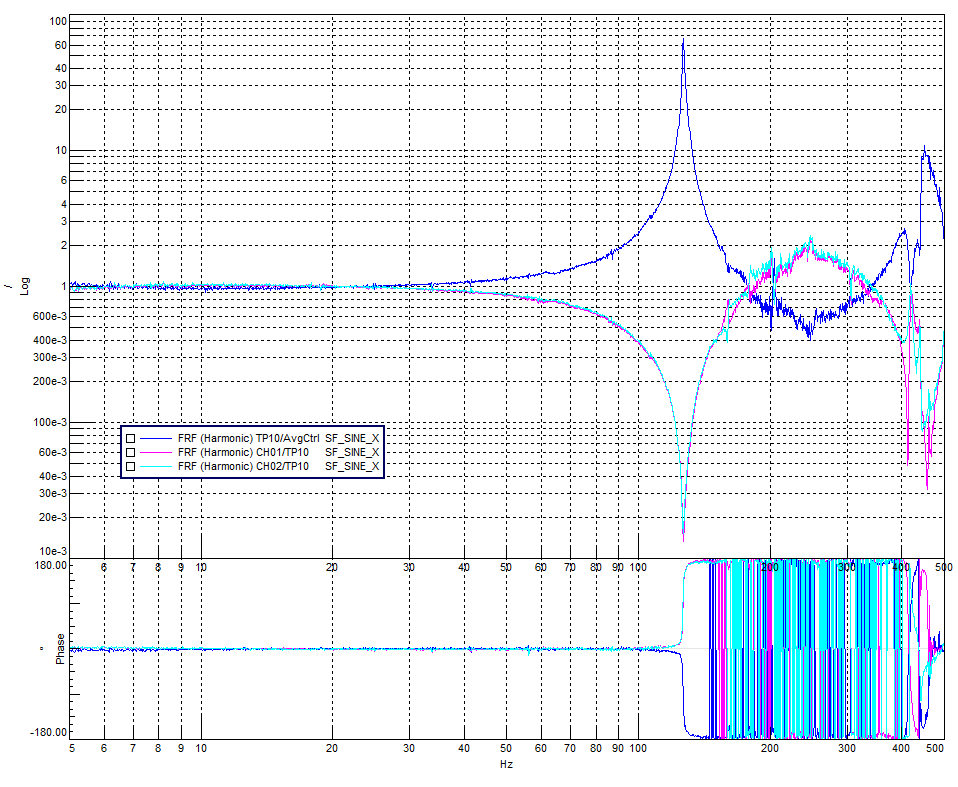 100
60
40
30
20
10
6
4
3
2
1
600e-3
400e-3
300e-3
200e-3
100e-3
60e-3
40e-3
30e-3
20e-3
10e-3
/
Log
FRF (Harmonic) TP10/AvgCtrl SF_SINE_X
FRF (Harmonic) CH01/TP10 SF_SINE_X
FRF (Harmonic) CH02/TP10 SF_SINE_X
6 7 8 9 10 20 30 40 50 60 70 80 90 100 200 300 400 500
180.00
°
Phase
-180.00
5 6 7 8 9 10 20 30 40 50 60 70 80 90 100 200 300 400 500
Hz